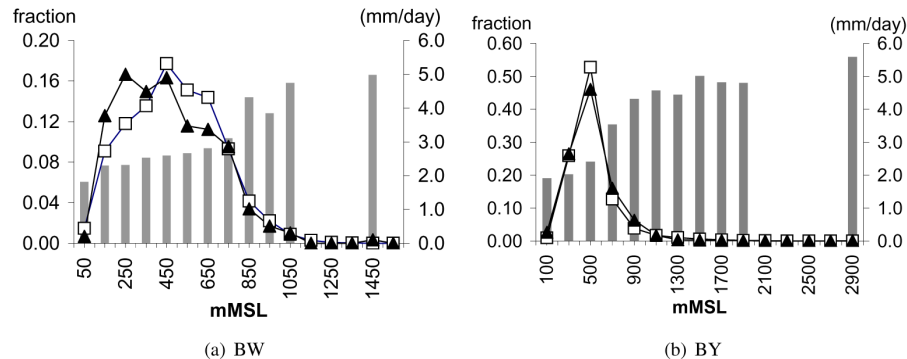 fraction (mm/day)
0.20 6.0
0.16 5.0
0.12 4.0
0.08 3.0
0.04 2.0
0.00 1.0
0.0
50 250 450 650 850 1050 1250 1450
mMSL
(a) BW
fraction (mm/day)
0.60 6.0
0.50 5.0
0.40 4.0
0.30 3.0
0.20 2.0
0.10 1.0
0.00 0.0
100 500 900 1300 1700 2100 2500 2900
mMSL
(b) BY